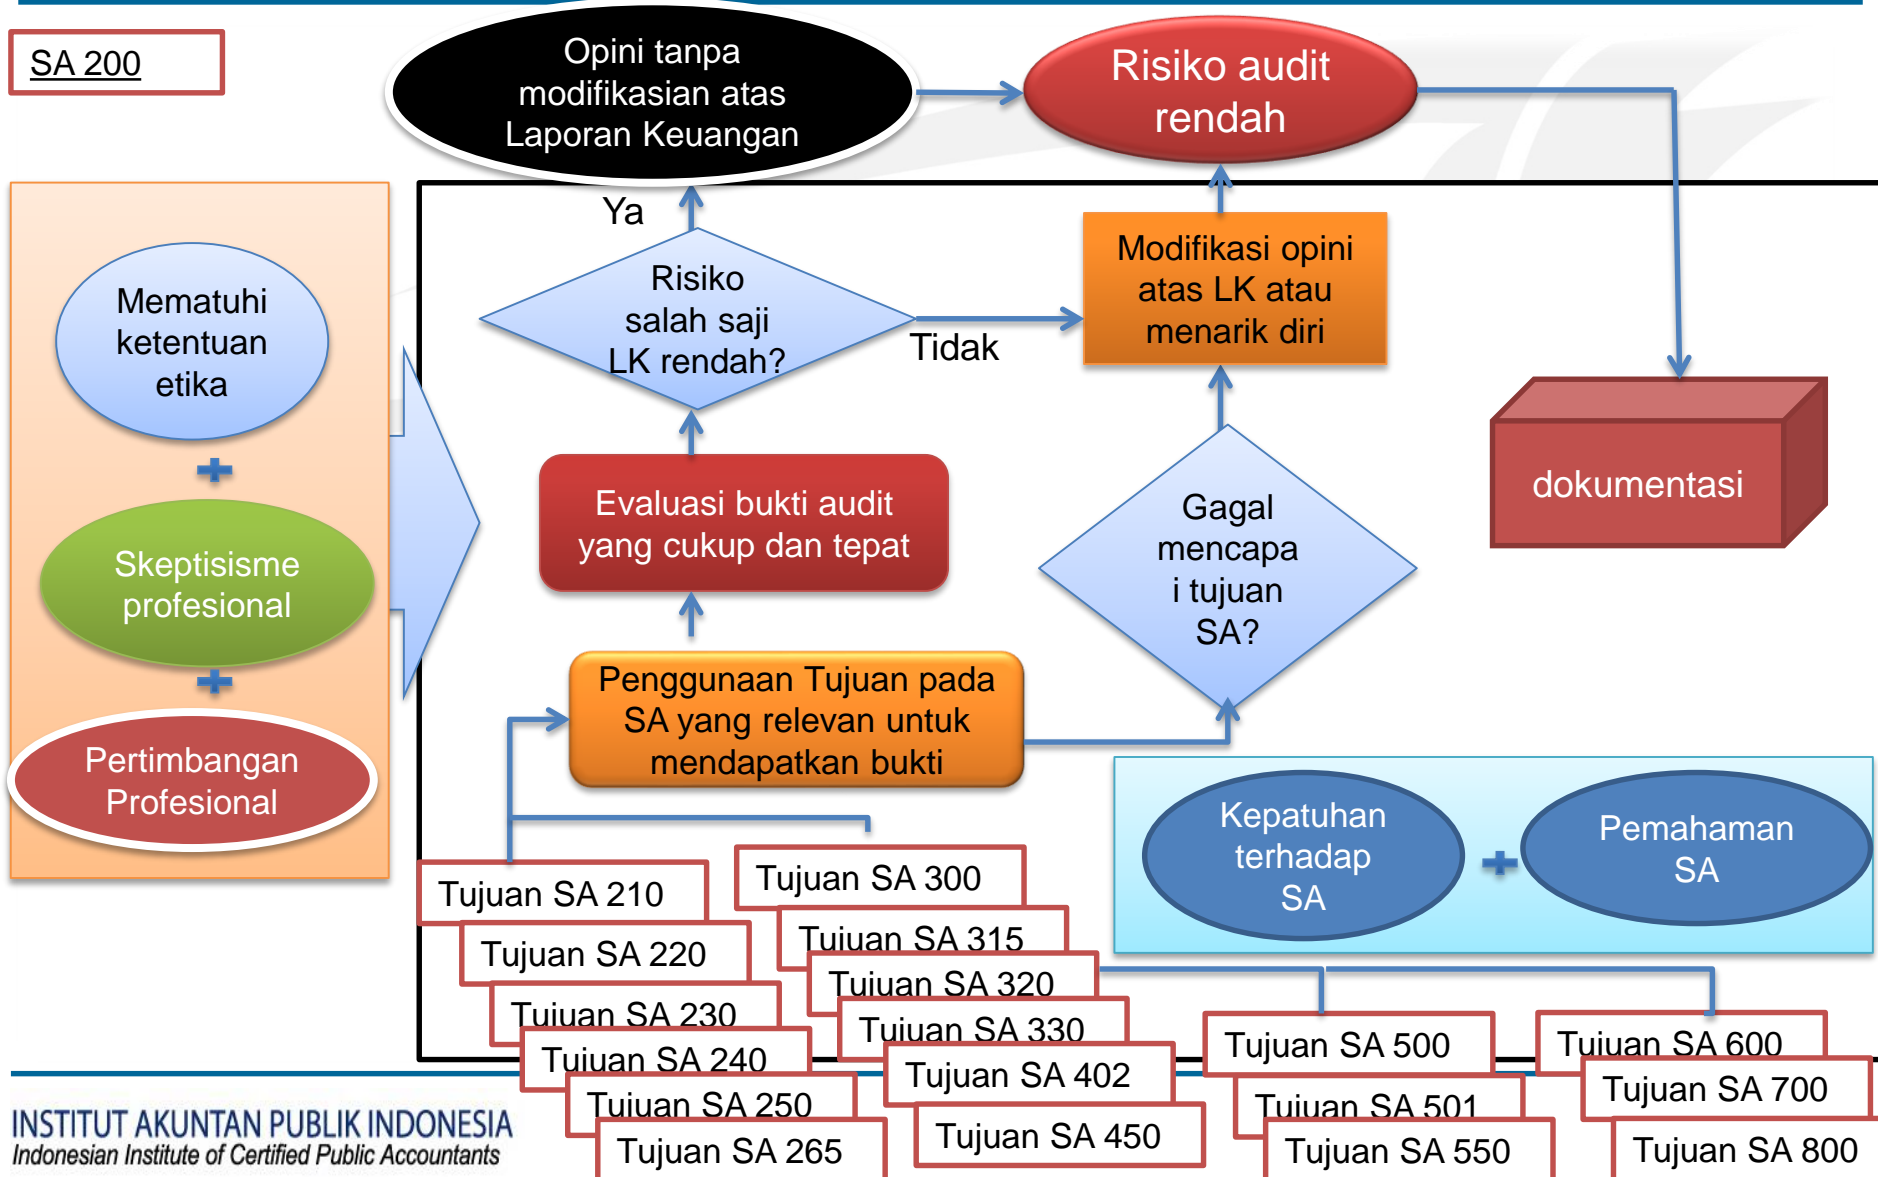 SA 200
Opini tanpa
modifikasian atas
Laporan Keuangan
Risiko audit
rendah
Ya
Mematuhi
ketentuan
etika
Skeptisisme
profesional
Pertimbangan
Profesional
Risiko
salah saji
LK rendah?
Tidak
Modifikasi opini
atas LK atau
menarik diri
Evaluasi bukti audit
yang cukup dan tepat
Gagal
mencapa
i tujuan
SA?
dokumentasi
Penggunaan Tujuan pada
SA yang relevan untuk
mendapatkan bukti
Kepatuhan
terhadap
SA
Pemahaman
SA
Tujuan SA 210
Tujuan SA 220
Tujuan SA 230
Tujuan SA 240
Tujuan SA 250
Tujuan SA 265
Tujuan SA 300
Tujuan SA 315
Tujuan SA 320
Tujuan SA 330
Tujuan SA 402
Tujuan SA 450
Tujuan SA 500
Tujuan SA 501
Tujuan SA 550
Tujuan SA 600
Tujuan SA 700
Tujuan SA 800
INSTITUT AKUNTAN PUBLIK INDONESIA
Indonesian Institute of Certified Public Accountants